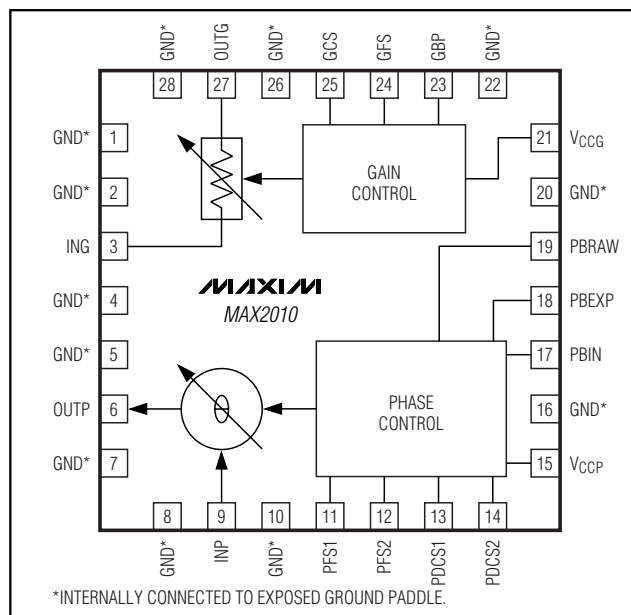 GND*
OUTG
GND*
GCS
GFS
GBP
GND*
28
27
26
25
24
23
22
GND*
1
21
VCCG
GAIN
CONTROL
GND*
2
20
GND*
ING
3
19
PBRAW
MAXIM
MAX2010
GND*
4
18
PBEXP
GND*
5
17
PBIN
PHASE
CONTROL
OUTP
6
θ
16
GND*
GND*
7
15
VCCP
8
9
10
11
12
13
14
GND*
INP
GND*
PFS1
PFS2
PDCS1
PDCS2
*INTERNALLY CONNECTED TO EXPOSED GROUND PADDLE.